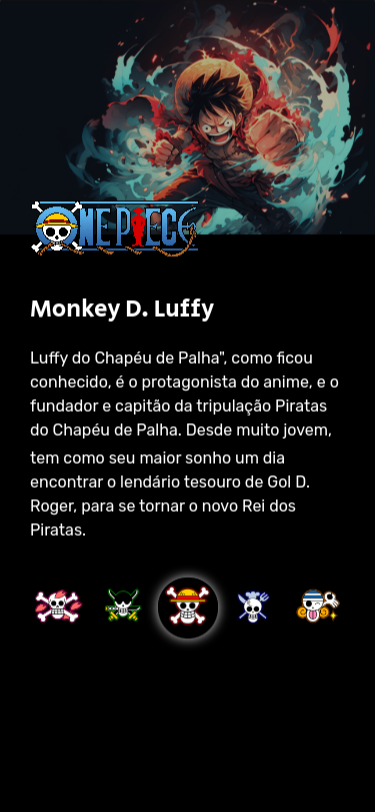 ONE PIECE
Monkey D. Luffy
Luffy do Chapéu de Palha", como ficou
conhecido, é o protagonista do anime, e o
fundador e capitão da tripulação Piratas
do Chapéu de Palha. Desde muito jovem,
tem como seu maior sonho um dia
encontrar o lendário tesouro de Gol D.
Roger, para se tornar o novo Rei dos
Piratas.